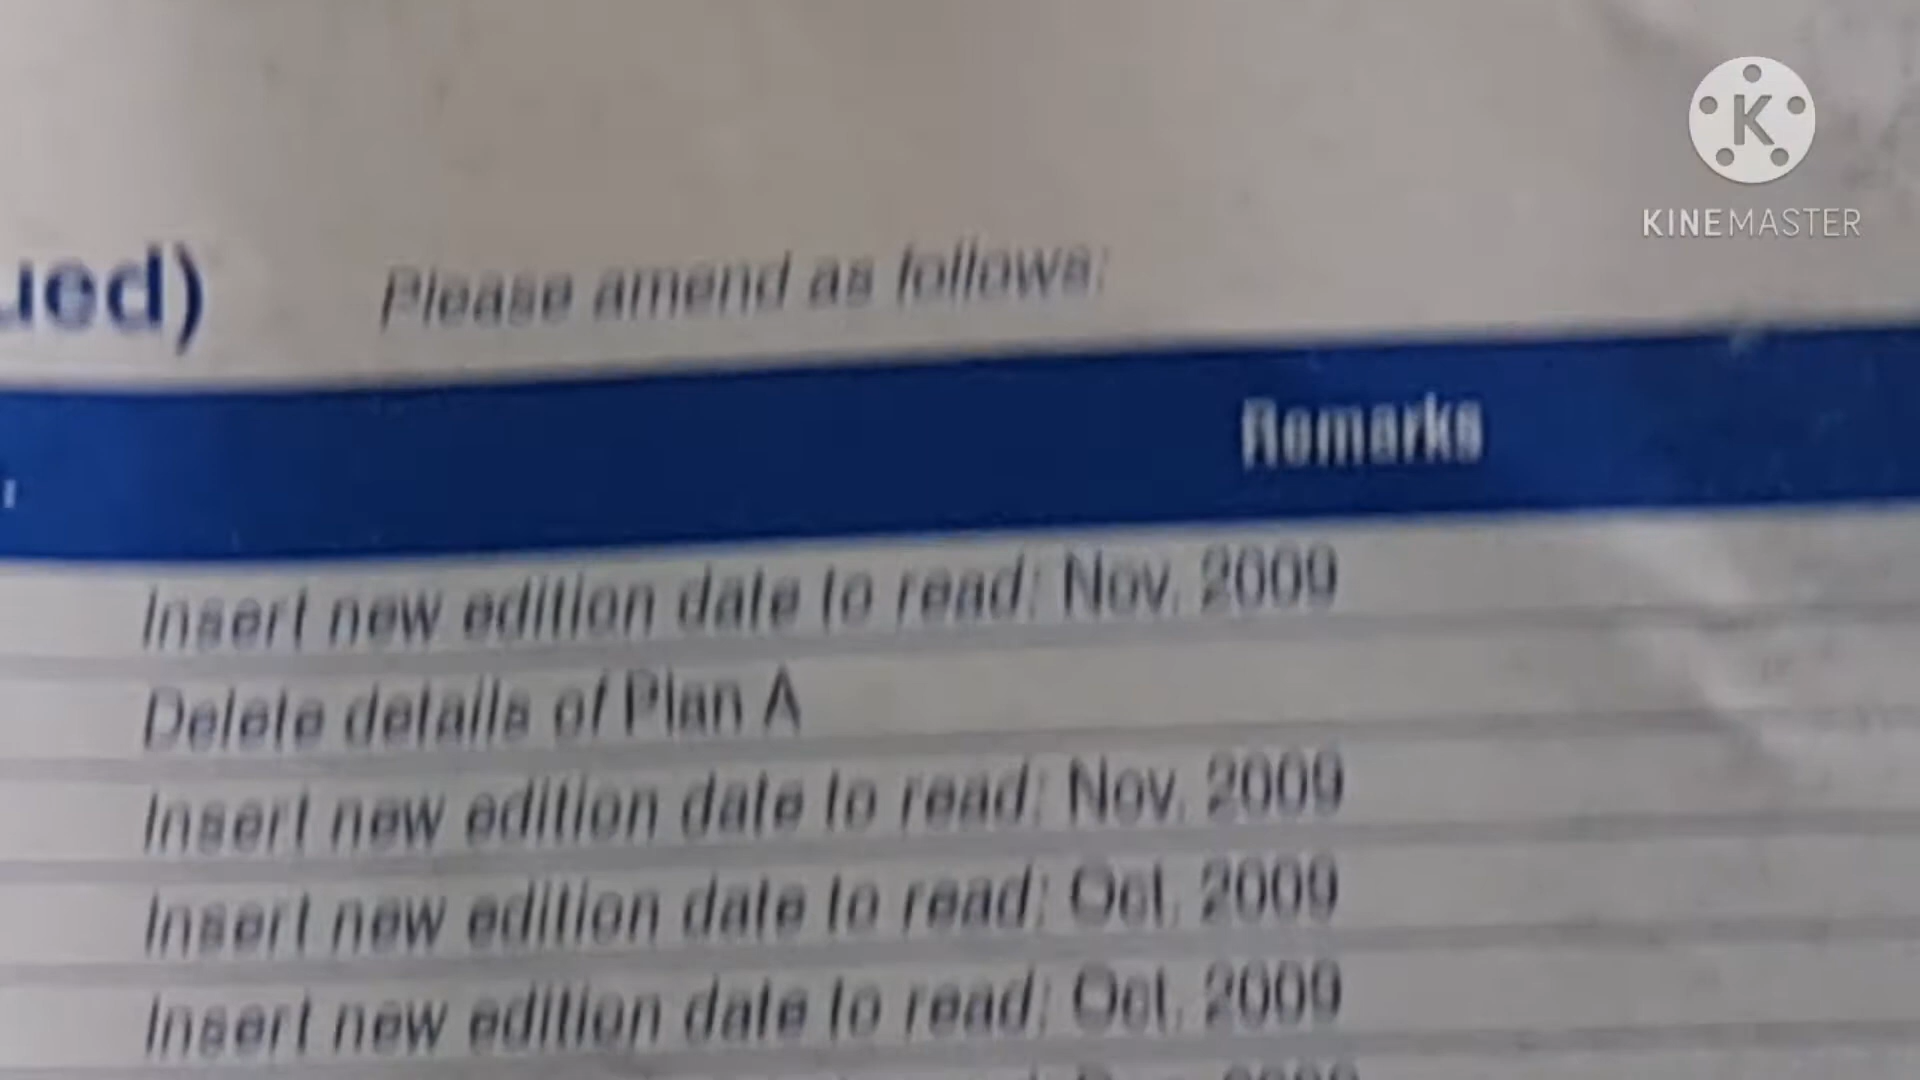 K
KINEMASTER
ued) Please amend as follows:
Remarks
Insert new edition date to read: Nov. 2009
Delete details of Plan A
Insert new edition date to read: Nov. 2009
Insert new edition date to read: Oct. 2009
Insert new edition date to read: Oct. 2009